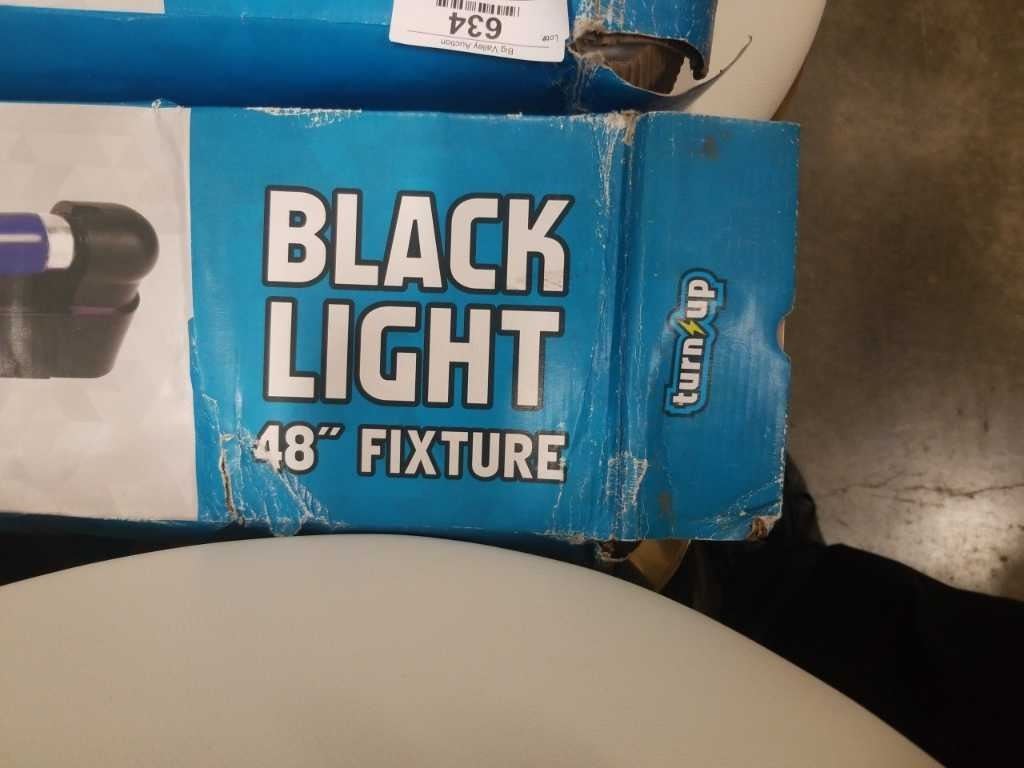 Big Valley Auction
Lot#
634
BLACK
LIGHT
48″ FIXTURE
turn up